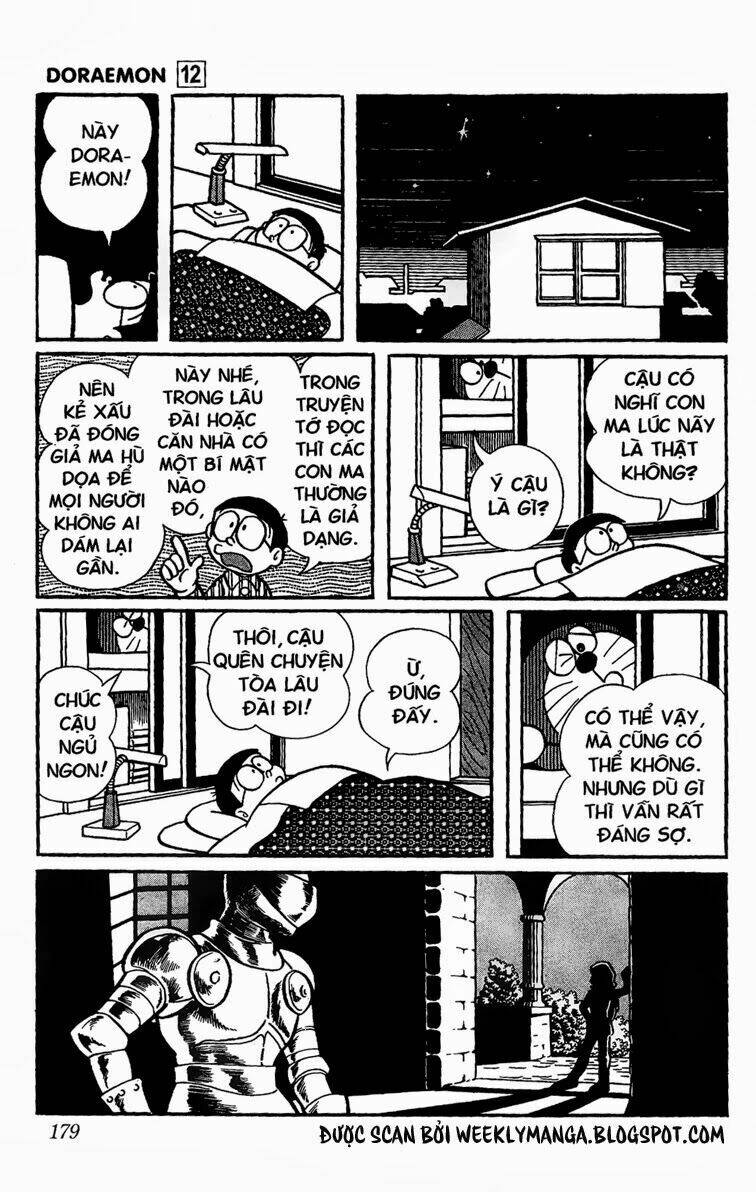 DORAEMON 12
NÀY
DORA-
EMON!
CẬU CÓ
NGHĨ CON
MA LÚC NÃY
LÀ THẬT
KHÔNG?
Ý CẬU
LÀ GÌ?
TRONG
TRUYỆN
TỚ ĐỌC
THÌ CÁC
CON MA
THƯỜNG
LÀ GIẢ
DẠNG.
NÀY NHÉ,
TRONG LÂU
ĐÀI HOẶC
CĂN NHÀ CÓ
MỘT BÍ MẬT
NÀO
ĐÓ,
NÊN
KẺ XẤU
ĐÃ ĐÓNG
GIẢ MA HÙ
DỌA ĐỂ
MỌI NGƯỜI
KHÔNG AI
DÁM LẠI
GẦN.
CÓ THỂ VẬY,
MÀ CŨNG CÓ
THỂ KHÔNG.
NHƯNG DÙ GÌ
THÌ VẪN RẤT
ĐÁNG SỢ.
Ừ,
ĐÚNG
ĐẤY.
THÔI, CẬU
QUÊN CHUYỆN
TÒA LÂU
ĐÀI ĐI!
CHÚC
CẬU
NGỦ
NGON!
179
ĐƯỢC SCAN BỞI WEEKLYMANGA.BLOGSPOT.COM